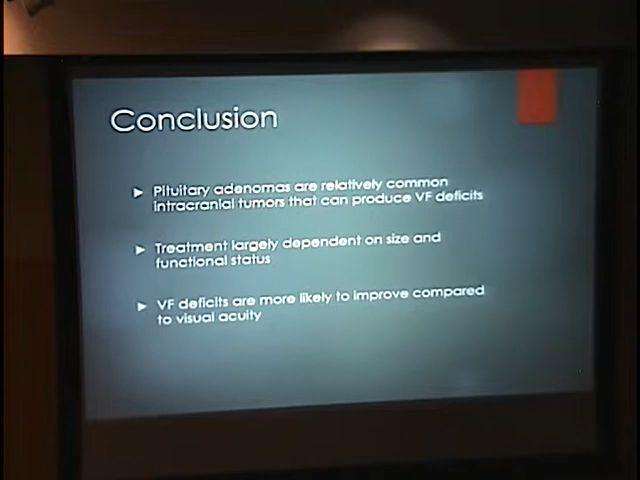 Conclusion
Pituitary adenomas are relatively common
intracranial tumors that can produce VF deficits
Treatment largely dependent on size and
functional status
VF deficits are more likely to improve compared
to visual acuity